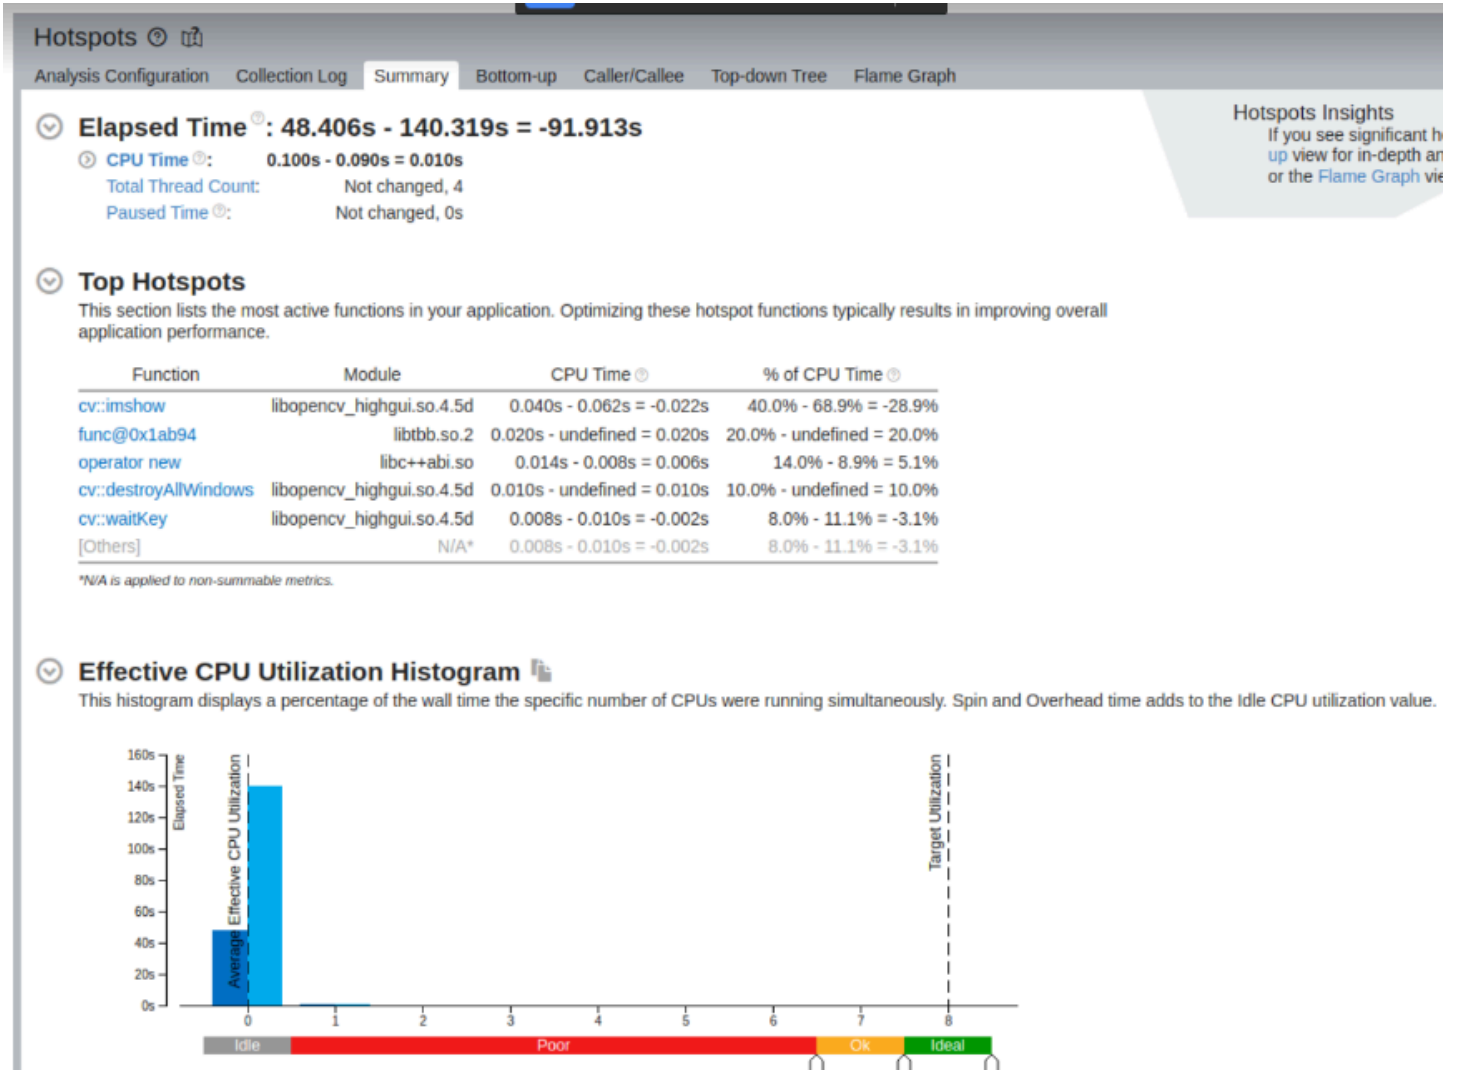 Hotspots
Analysis Configuration Collection Log Summary Bottom-up Caller/Callee Top-down Tree Flame Graph
Elapsed Time : 48.406s - 140.319s = -91.913s
CPU Time : 0.100s - 0.090s = 0.010s
Total Thread Count: Not changed, 4
Paused Time : Not changed, 0s
Hotspots Insights
If you see significant h
up view for in-depth an
or the Flame Graph vie
Top Hotspots
This section lists the most active functions in your application. Optimizing these hotspot functions typically results in improving overall
application performance.
Function Module CPU Time % of CPU Time
cv::imshow libopencv_highgui.so.4.5d 0.040s - 0.062s = -0.022s 40.0% - 68.9% = -28.9%
func@0x1ab94 libtbb.so.2 0.020s - undefined = 0.020s 20.0% - undefined = 20.0%
operator new libc++abi.so 0.014s - 0.008s = 0.006s 14.0% - 8.9% = 5.1%
cv::destroyAllWindows libopencv_highgui.so.4.5d 0.010s - undefined = 0.010s 10.0% - undefined = 10.0%
cv::waitKey libopencv_highgui.so.4.5d 0.008s - 0.010s = -0.002s 8.0% - 11.1% = -3.1%
[Others] N/A* 0.008s - 0.010s = -0.002s 8.0% - 11.1% = -3.1%
*N/A is applied to non-summable metrics.
Effective CPU Utilization Histogram
This histogram displays a percentage of the wall time the specific number of CPUs were running simultaneously. Spin and Overhead time adds to the Idle CPU utilization value.
160s
140s
120s
100s
80s
60s
40s
20s
0s
Elapsed Time
Average Effective CPU Utilization
Target Utilization
0 1 2 3 4 5 6 7 8
Idle Poor Ok Ideal